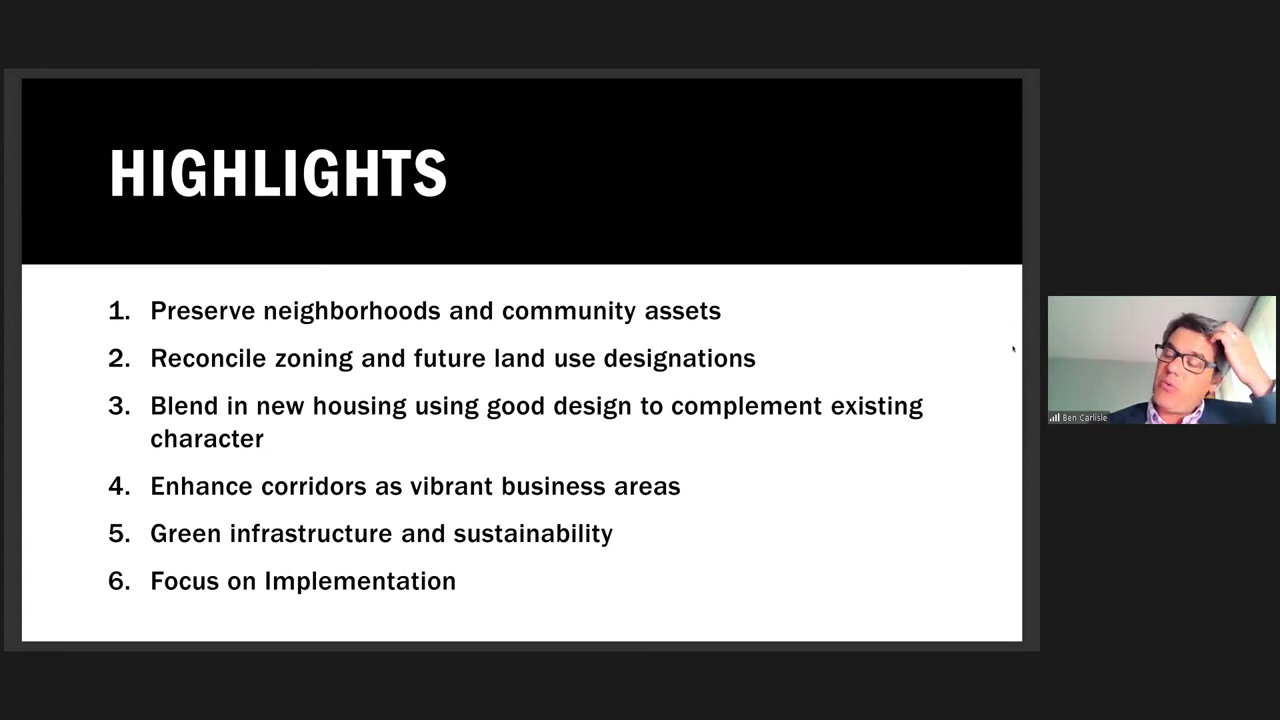 HIGHLIGHTS
1. Preserve neighborhoods and community assets
2. Reconcile zoning and future land use designations
3. Blend in new housing using good design to complement existing
character
4. Enhance corridors as vibrant business areas
5. Green infrastructure and sustainability
6. Focus on Implementation
Ben Carlisle